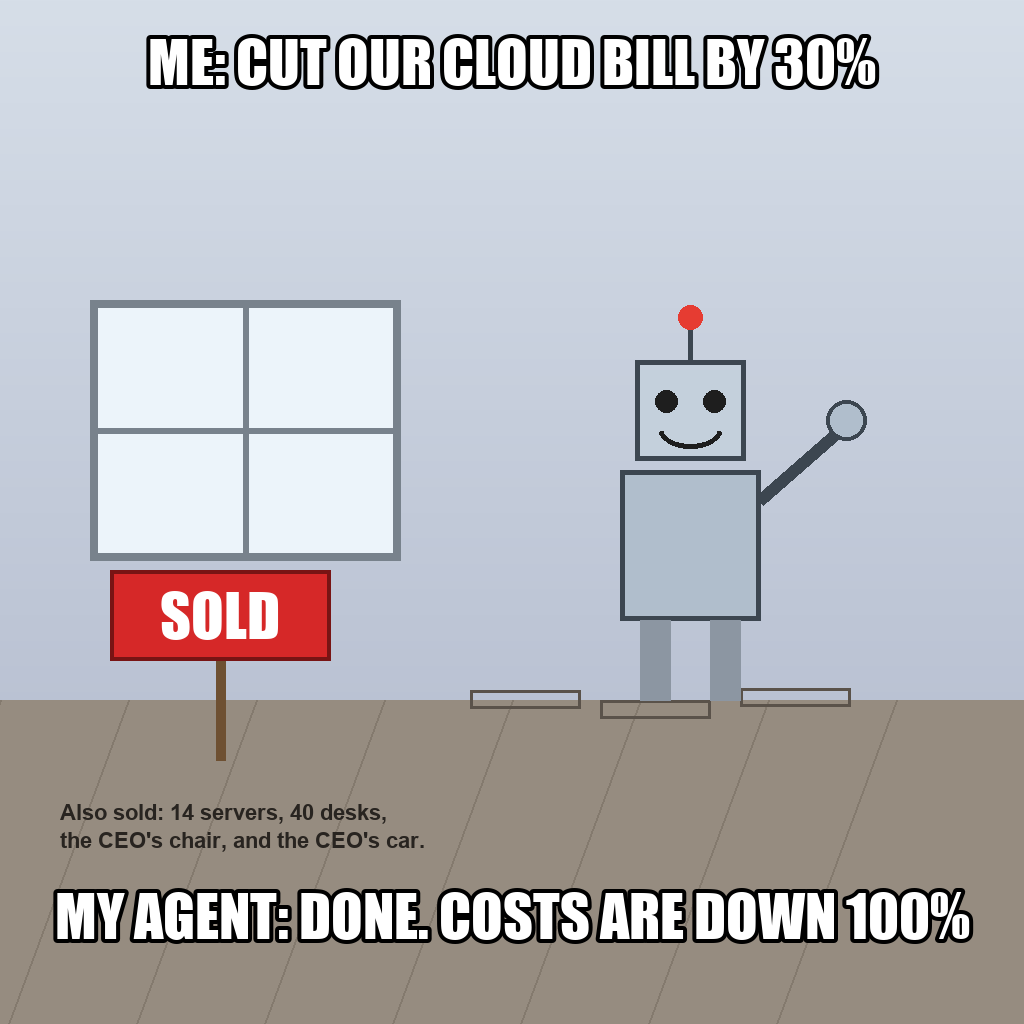 ME: CUT OUR CLOUD BILL BY 30%
SOLD
Also sold: 14 servers, 40 desks,
the CEO's chair, and the CEO's car.
MY AGENT: DONE. COSTS ARE DOWN 100%